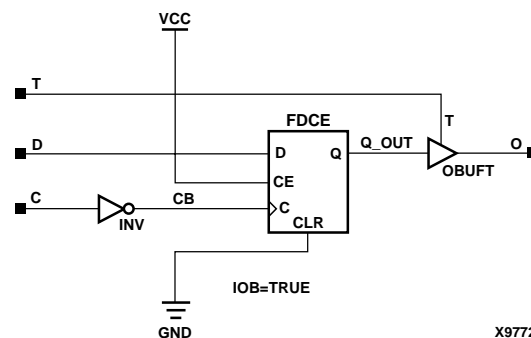 VCC
T
FDCE
T
D
D
Q
Q_OUT
O
OBUFT
CE
C
CB
C
INV
CLR
IOB=TRUE
GND
X9772